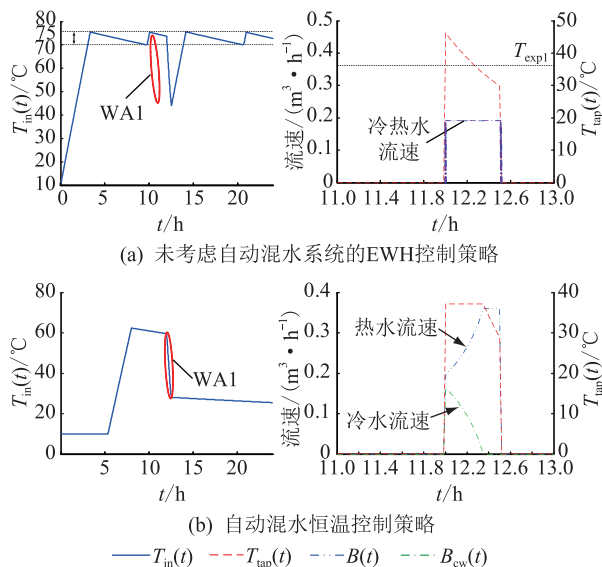 80
70
60
50
40
30
20
10
T_in(t)/℃
WA1
0 5 10 15 20
t/h
0.5
0.4
0.3
0.2
0.1
0
流速/(m³·h⁻¹)
T_exp1
冷热水
流速
50
40
30
20
10
0
T_tap(t)/℃
11.0 11.4 11.8 12.2 12.6 13.0
t/h
(a) 未考虑自动混水系统的EWH控制策略
80
60
40
20
0
T_in(t)/℃
WA1
0 5 10 15 20
t/h
0.4
0.3
0.2
0.1
0
流速/(m³·h⁻¹)
热水流速
冷水流速
40
30
20
10
0
T_tap(t)/℃
11.0 11.4 11.8 12.2 12.6 13.0
t/h
(b) 自动混水恒温控制策略
T_in(t) T_tap(t) B(t) B_cw(t)